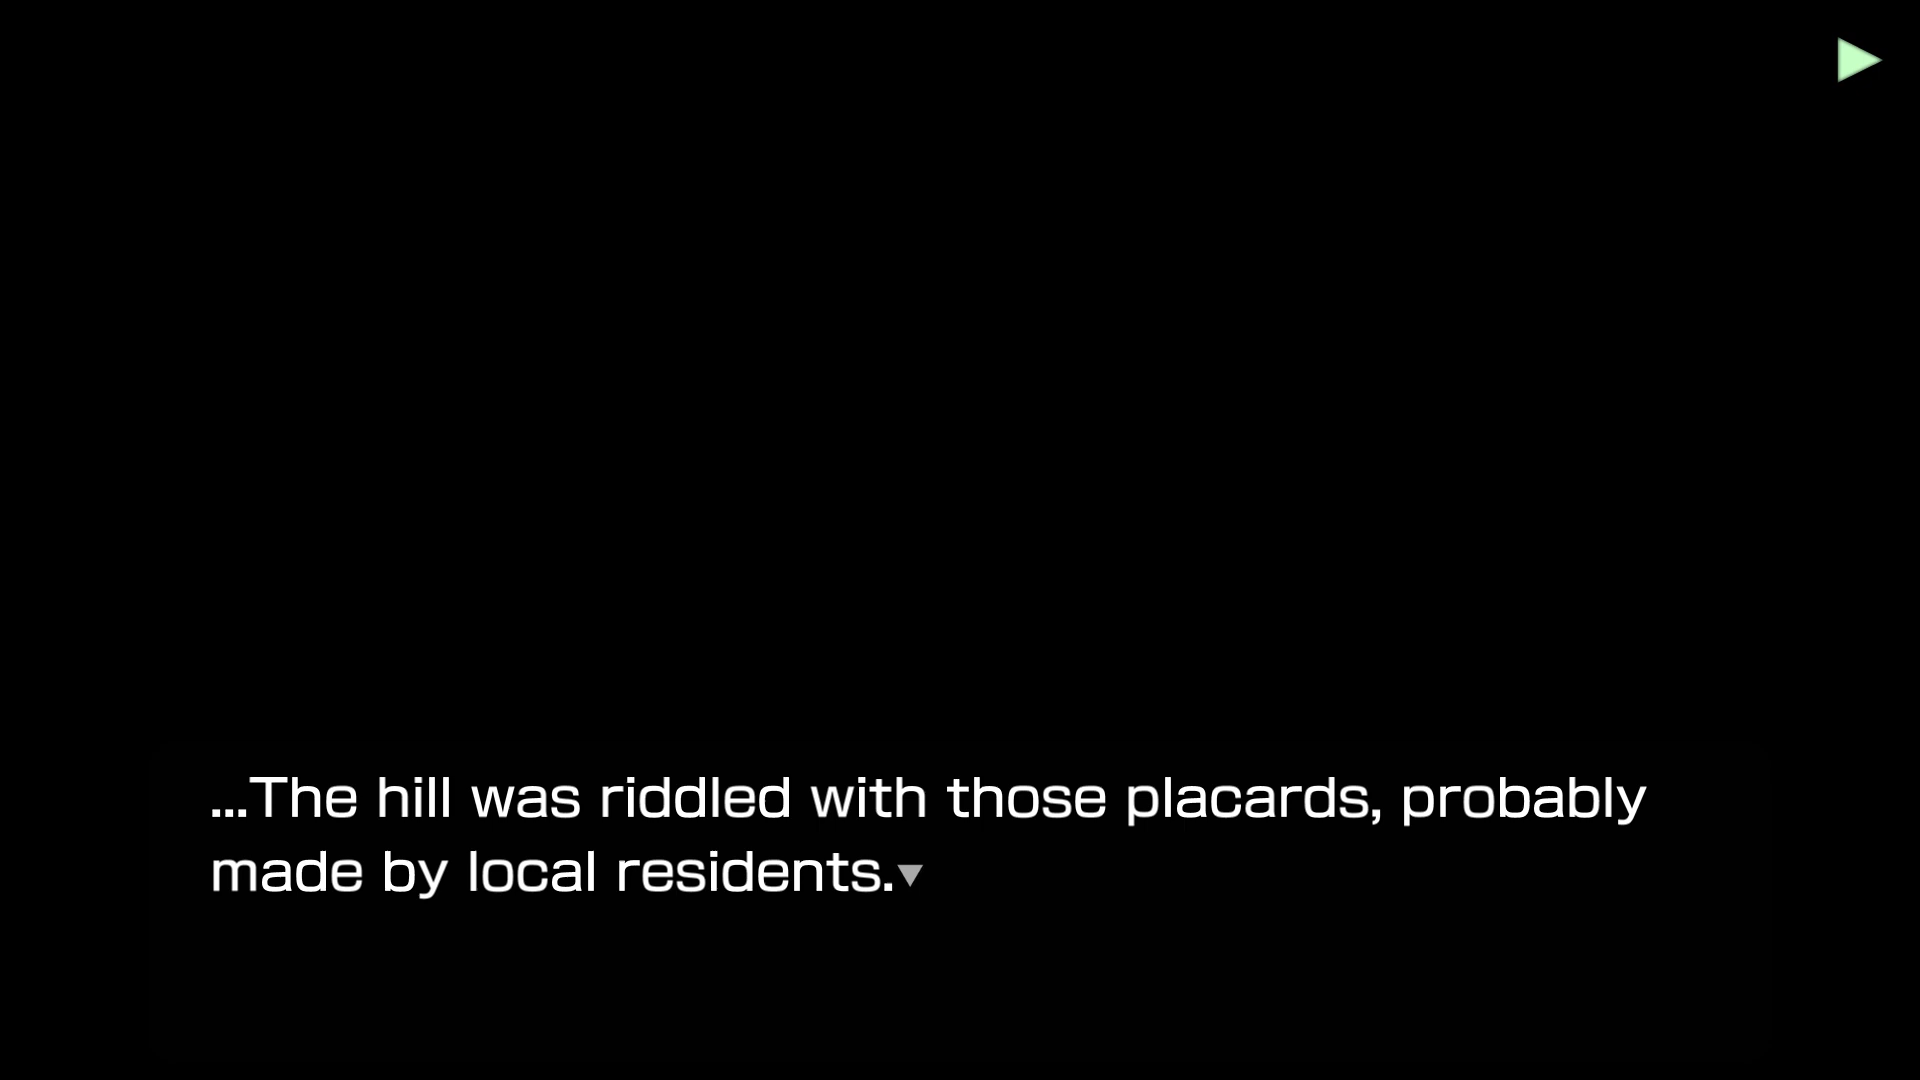 ...The hill was riddled with those placards, probably
made by local residents.